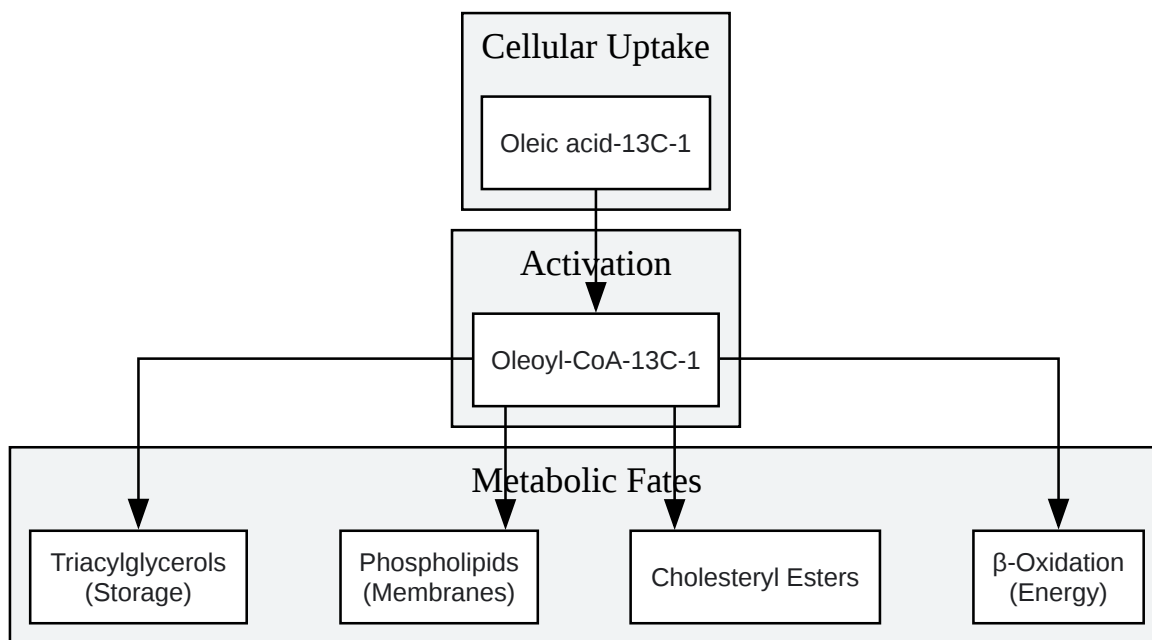 Cellular Uptake
Oleic acid-13C-1
Activation
Oleoyl-CoA-13C-1
Metabolic Fates
Triacylglycerols
(Storage)
Phospholipids
(Membranes)
Cholesteryl Esters
β-Oxidation
(Energy)